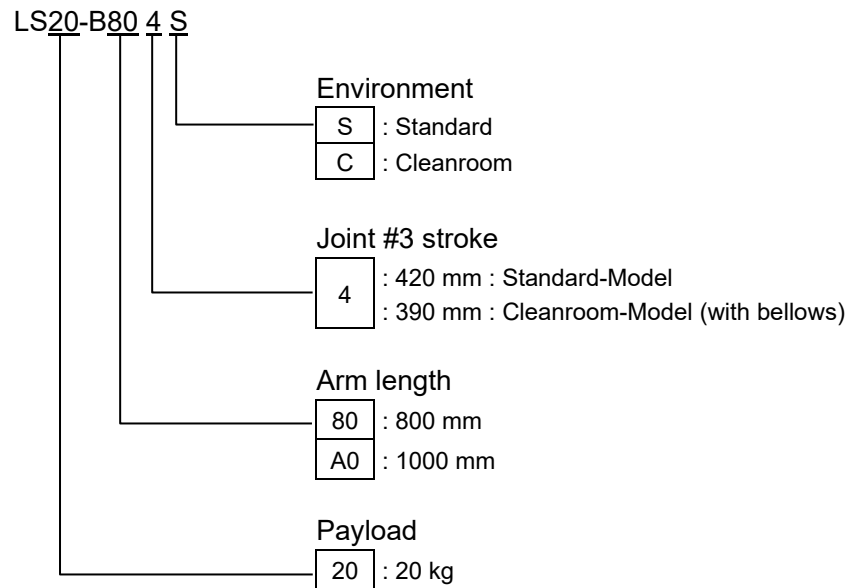 LS20-B80 4 S
Environment
S : Standard
C : Cleanroom
Joint #3 stroke
4 : 420 mm : Standard-Model
: 390 mm : Cleanroom-Model (with bellows)
Arm length
80 : 800 mm
A0 : 1000 mm
Payload
20 : 20 kg